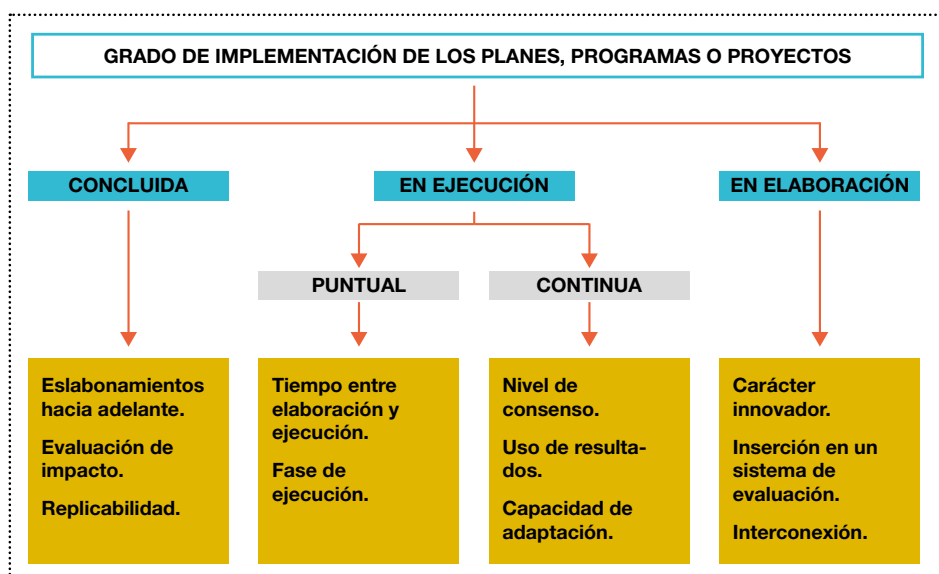 GRADO DE IMPLEMENTACIÓN DE LOS PLANES, PROGRAMAS O PROYECTOS
CONCLUIDA
EN EJECUCIÓN
EN ELABORACIÓN
PUNTUAL
CONTINUA
Eslabonamientos
hacia adelante.
Evaluación de
impacto.
Replicabilidad.
Tiempo entre
elaboración y
ejecución.
Fase de
ejecución.
Nivel de
consenso.
Uso de resulta-
dos.
Capacidad de
adaptación.
Carácter
innovador.
Inserción en un
sistema de
evaluación.
Interconexión.